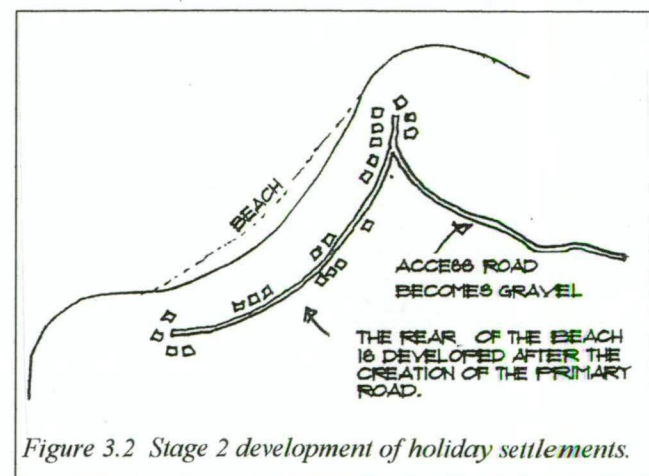 BEACH
ACCESS ROAD
BECOMES GRAVEL
THE REAR OF THE BEACH
IS DEVELOPED AFTER THE
CREATION OF THE PRIMARY
ROAD.
Figure 3.2 Stage 2 development of holiday settlements.